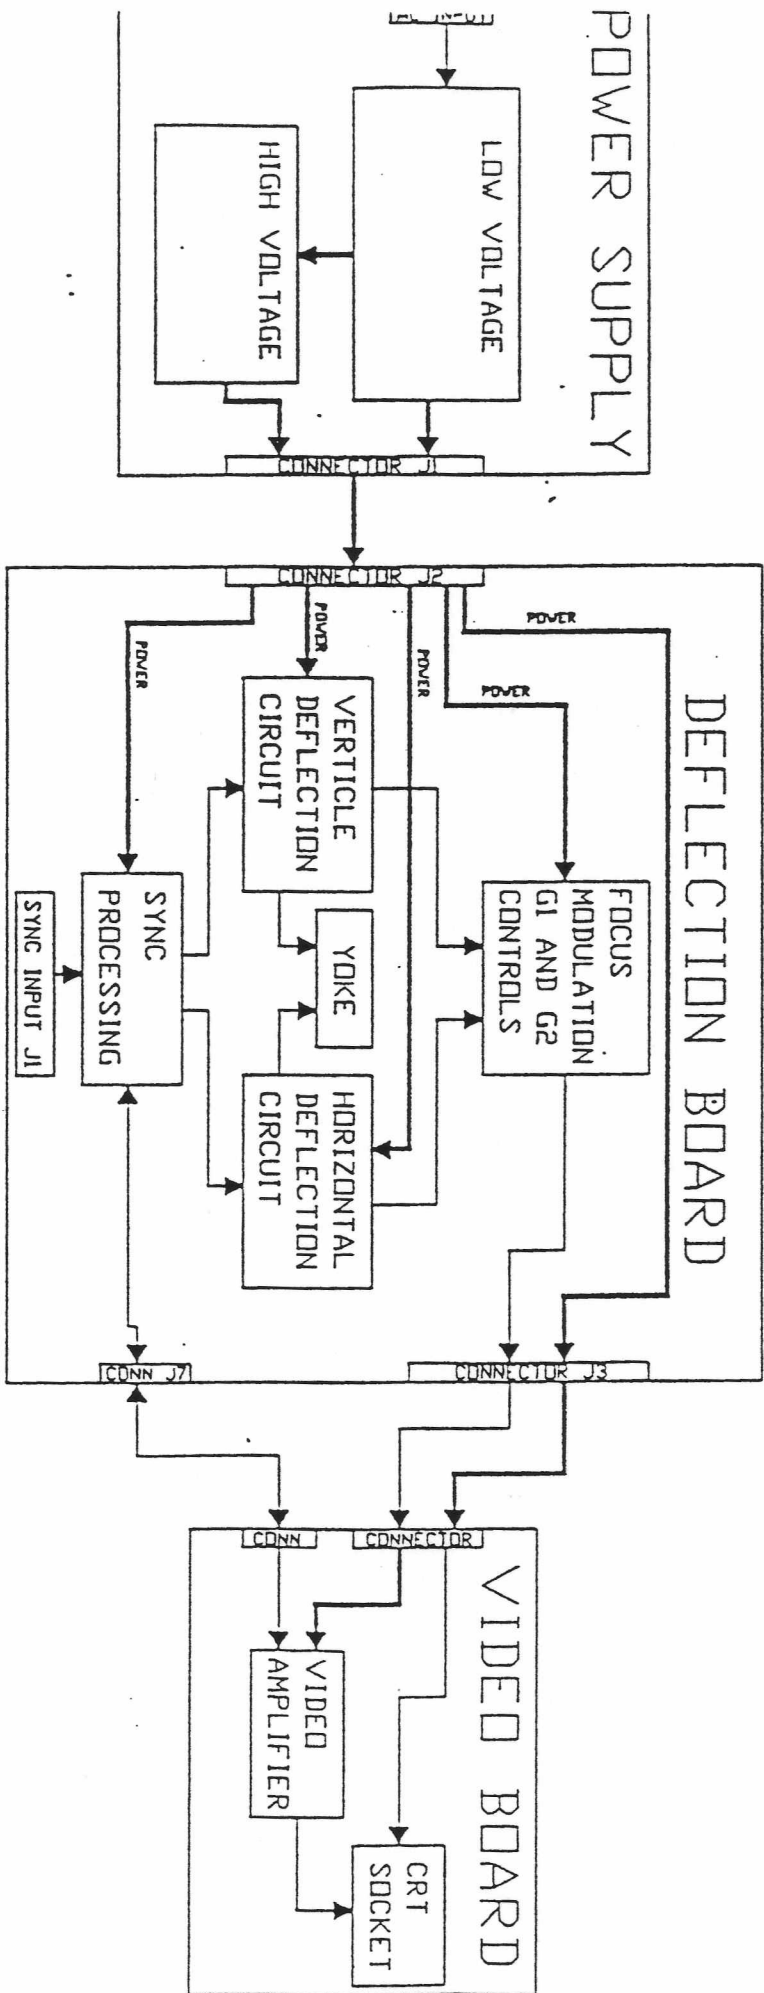 POWER SUPPLY
AC INPUT
LOW VOLTAGE
HIGH VOLTAGE
CONNECTOR J1
DEFLECTION BOARD
CONNECTOR J2
POWER
POWER
POWER
POWER
POWER
FOCUS
MODULATION
G1 AND G2
CONTROLS
VERTICLE
DEFLECTION
CIRCUIT
YOKE
HORIZONTAL
DEFLECTION
CIRCUIT
SYNC
PROCESSING
SYNC INPUT J1
CONNECTOR J3
CONN J7
VIDEO BOARD
CONNECTOR
CONN
VIDEO
AMPLIFIER
CRT
SOCKET